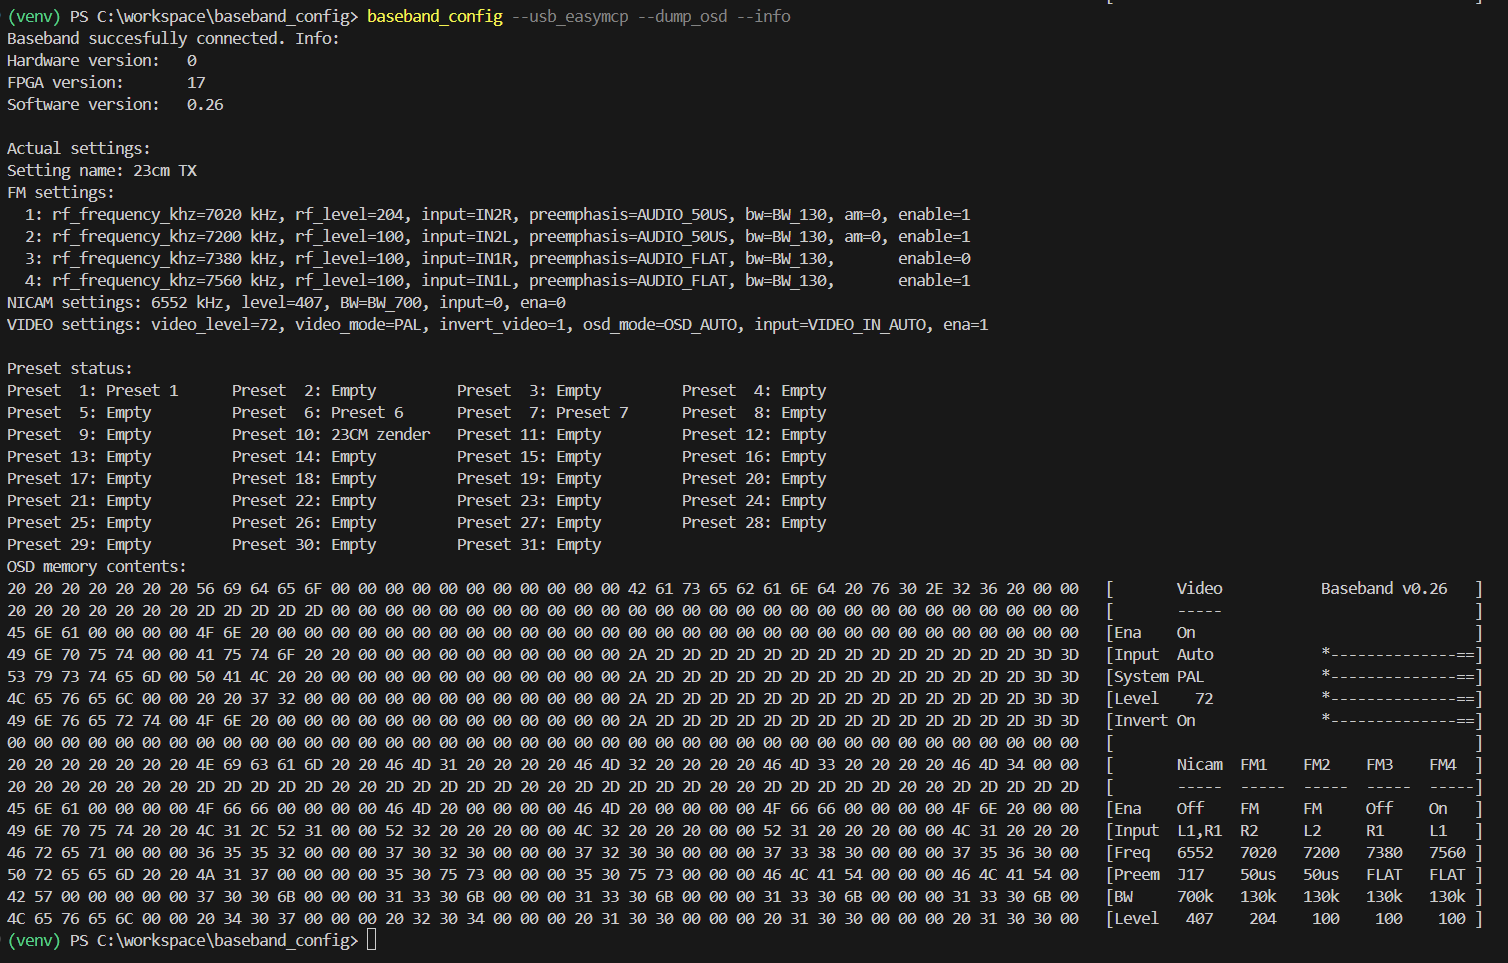 (venv) PS C:\workspace\baseband_config> baseband_config --usb_easymcp --dump_osd --info
Baseband succesfully connected. Info:
Hardware version:   0
FPGA version:       17
Software version:   0.26

Actual settings:
Setting name: 23cm TX
FM settings:
  1: rf_frequency_khz=7020 kHz, rf_level=204, input=IN2R, preemphasis=AUDIO_50US, bw=BW_130, am=0, enable=1
  2: rf_frequency_khz=7200 kHz, rf_level=100, input=IN2L, preemphasis=AUDIO_50US, bw=BW_130, am=0, enable=1
  3: rf_frequency_khz=7380 kHz, rf_level=100, input=IN1R, preemphasis=AUDIO_FLAT, bw=BW_130,       enable=0
  4: rf_frequency_khz=7560 kHz, rf_level=100, input=IN1L, preemphasis=AUDIO_FLAT, bw=BW_130,       enable=1
NICAM settings: 6552 kHz, level=407, BW=BW_700, input=0, ena=0
VIDEO settings: video_level=72, video_mode=PAL, invert_video=1, osd_mode=OSD_AUTO, input=VIDEO_IN_AUTO, ena=1

Preset status:
Preset  1: Preset 1      Preset  2: Empty         Preset  3: Empty         Preset  4: Empty
Preset  5: Empty         Preset  6: Preset 6      Preset  7: Preset 7      Preset  8: Empty
Preset  9: Empty         Preset 10: 23CM zender   Preset 11: Empty         Preset 12: Empty
Preset 13: Empty         Preset 14: Empty         Preset 15: Empty         Preset 16: Empty
Preset 17: Empty         Preset 18: Empty         Preset 19: Empty         Preset 20: Empty
Preset 21: Empty         Preset 22: Empty         Preset 23: Empty         Preset 24: Empty
Preset 25: Empty         Preset 26: Empty         Preset 27: Empty         Preset 28: Empty
Preset 29: Empty         Preset 30: Empty         Preset 31: Empty
OSD memory contents:
20 20 20 20 20 20 20 56 69 64 65 6F 00 00 00 00 00 00 00 00 00 00 00 42 61 73 65 62 61 6E 64 20 76 30 2E 32 36 20 00 00   [       Video           Baseband v0.26   ]
20 20 20 20 20 20 20 2D 2D 2D 2D 2D 00 00 00 00 00 00 00 00 00 00 00 00 00 00 00 00 00 00 00 00 00 00 00 00 00 00 00 00   [       -----                            ]
45 6E 61 00 00 00 00 4F 6E 20 00 00 00 00 00 00 00 00 00 00 00 00 00 00 00 00 00 00 00 00 00 00 00 00 00 00 00 00 00 00   [Ena    On                               ]
49 6E 70 75 74 00 00 41 75 74 6F 20 20 00 00 00 00 00 00 00 00 00 00 2A 2D 2D 2D 2D 2D 2D 2D 2D 2D 2D 2D 2D 2D 2D 3D 3D   [Input  Auto            *--------------==]
53 79 73 74 65 6D 00 50 41 4C 20 20 00 00 00 00 00 00 00 00 00 00 00 2A 2D 2D 2D 2D 2D 2D 2D 2D 2D 2D 2D 2D 2D 2D 3D 3D   [System PAL             *--------------==]
4C 65 76 65 6C 00 00 20 20 37 32 00 00 00 00 00 00 00 00 00 00 00 00 2A 2D 2D 2D 2D 2D 2D 2D 2D 2D 2D 2D 2D 2D 2D 3D 3D   [Level    72            *--------------==]
49 6E 76 65 72 74 00 4F 6E 20 00 00 00 00 00 00 00 00 00 00 00 00 00 2A 2D 2D 2D 2D 2D 2D 2D 2D 2D 2D 2D 2D 2D 2D 3D 3D   [Invert On              *--------------==]
00 00 00 00 00 00 00 00 00 00 00 00 00 00 00 00 00 00 00 00 00 00 00 00 00 00 00 00 00 00 00 00 00 00 00 00 00 00 00 00   [                                        ]
20 20 20 20 20 20 20 4E 69 63 61 6D 20 20 46 4D 31 20 20 20 20 46 4D 32 20 20 20 20 46 4D 33 20 20 20 20 46 4D 34 00 00   [       Nicam  FM1    FM2    FM3    FM4  ]
20 20 20 20 20 20 20 2D 2D 2D 2D 2D 20 20 2D 2D 2D 2D 2D 20 20 2D 2D 2D 2D 2D 20 20 2D 2D 2D 2D 2D 20 20 2D 2D 2D 2D 2D   [       -----  -----  -----  -----  -----]
45 6E 61 00 00 00 00 4F 66 66 00 00 00 00 46 4D 20 00 00 00 00 46 4D 20 00 00 00 00 4F 66 66 00 00 00 00 4F 6E 20 00 00   [Ena    Off    FM     FM     Off    On   ]
49 6E 70 75 74 20 20 4C 31 2C 52 31 00 00 52 32 20 20 20 00 00 4C 32 20 20 20 00 00 52 31 20 20 20 00 00 4C 31 20 20 20   [Input  L1,R1  R2     L2     R1     L1   ]
46 72 65 71 00 00 00 36 35 35 32 00 00 00 37 30 32 30 00 00 00 37 32 30 30 00 00 00 37 33 38 30 00 00 00 37 35 36 30 00   [Freq   6552   7020   7200   7380   7560 ]
50 72 65 65 6D 20 20 4A 31 37 00 00 00 00 35 30 75 73 00 00 00 35 30 75 73 00 00 00 46 4C 41 54 00 00 00 46 4C 41 54 00   [Preem  J17    50us   50us   FLAT   FLAT ]
42 57 00 00 00 00 00 37 30 30 6B 00 00 00 31 33 30 6B 00 00 00 31 33 30 6B 00 00 00 31 33 30 6B 00 00 00 31 33 30 6B 00   [BW     700k   130k   130k   130k   130k ]
4C 65 76 65 6C 00 00 20 34 30 37 00 00 00 20 32 30 34 00 00 00 20 31 30 30 00 00 00 20 31 30 30 00 00 00 20 31 30 30 00   [Level   407    204    100    100    100 ]
(venv) PS C:\workspace\baseband_config>